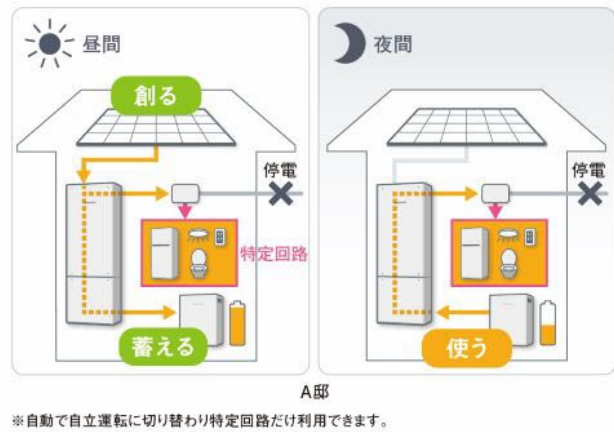 昼間
創る
停電
特定回路
蓄える
夜間
停電
使う
A邸
※自動で自立運転に切り替わり特定回路だけ利用できます。